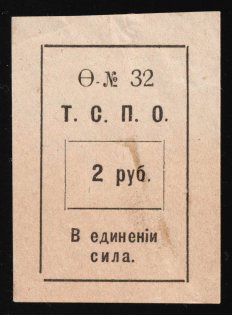 Ѳ. № 32
Т. С. П. О.
2 руб.
В единеніи
сила.